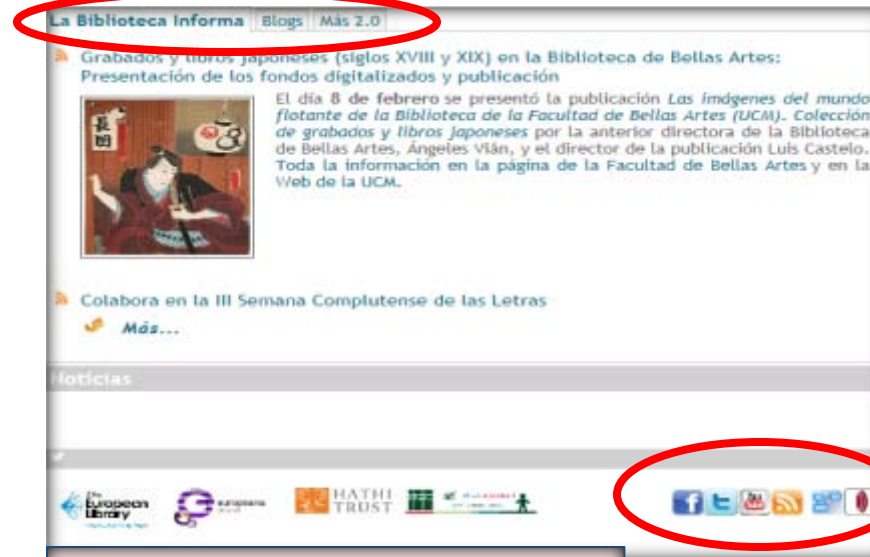 La Biblioteca Informa Blogs Más 2.0
Grabados y libros japoneses (siglos XVIII y XIX) en la Biblioteca de Bellas Artes:
Presentación de los fondos digitalizados y publicación
El día 8 de febrero se presentó la publicación Las imágenes del mundo
flotante de la Biblioteca de la Facultad de Bellas Artes (UCM). Colección
de grabados y libros japoneses por la anterior directora de la Biblioteca
de Bellas Artes, Ángeles Vián, y el director de la publicación Luis Castelo.
Toda la información en la página de la Facultad de Bellas Artes y en la
Web de la UCM.
長
Colabora en la III Semana Complutense de las Letras
Más...
Noticias
The
European
Library
europeana
HATHI
TRUST
You